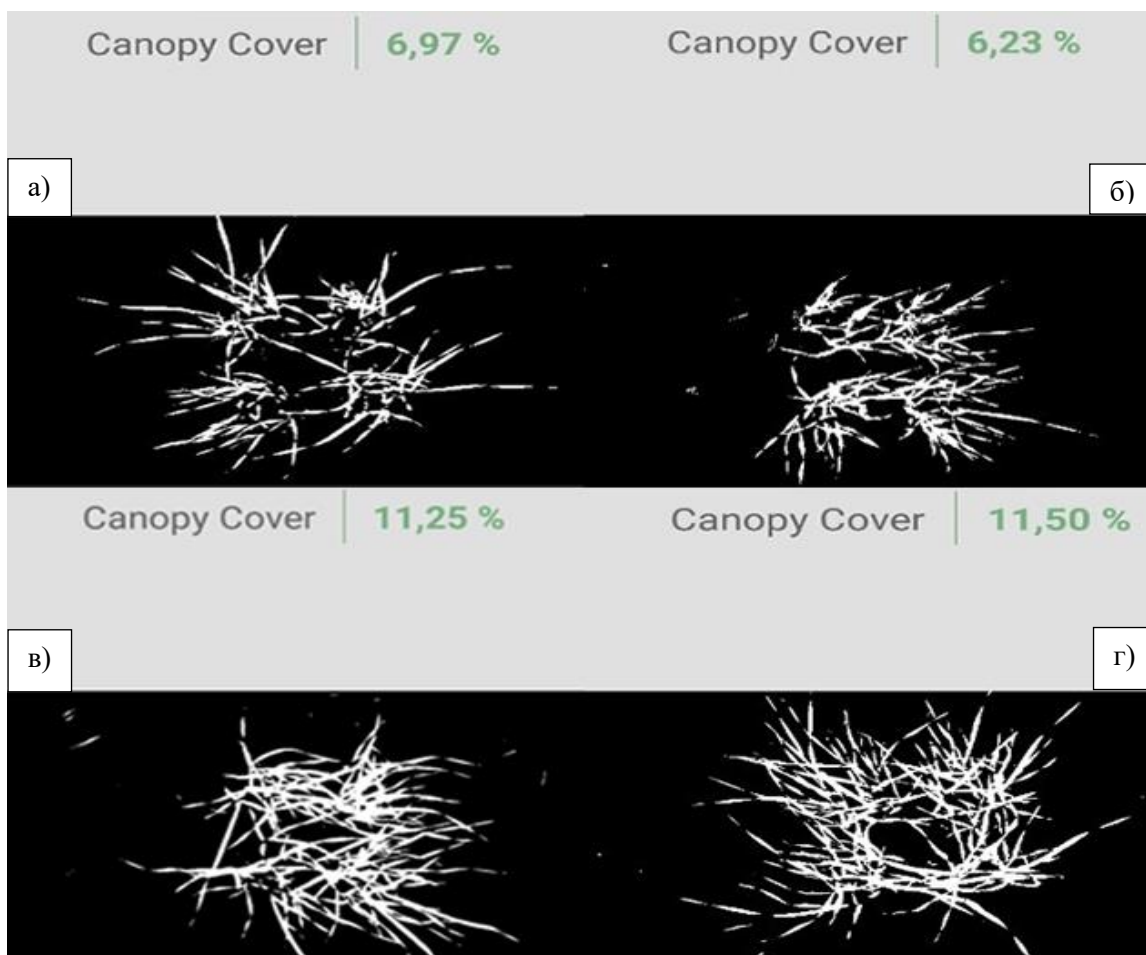 Canopy Cover | 6,97 %
Canopy Cover | 6,23 %
а)
б)
Canopy Cover | 11,25 %
Canopy Cover | 11,50 %
в)
г)